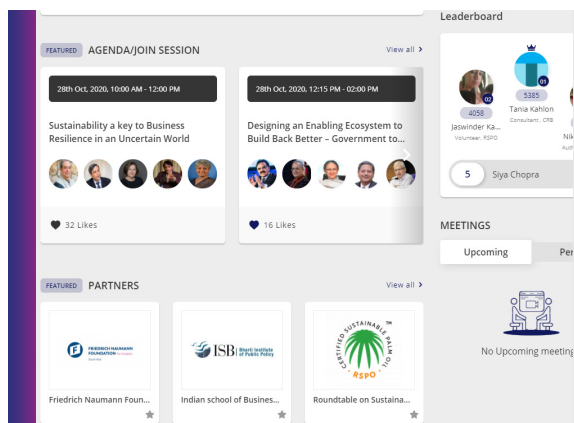 Leaderboard
FEATURED AGENDA/JOIN SESSION View all >
28th Oct, 2020, 10:00 AM - 12:00 PM
Sustainability a key to Business
Resilience in an Uncertain World
32 Likes
28th Oct, 2020, 12:15 PM - 02:00 PM
Designing an Enabling Ecosystem to
Build Back Better – Government to...
16 Likes
02
4058
Jaswinder Ka...
Volunteer, RSPO
01
5385
Tania Kahlon
Consultant , CRB
Nik
Audi
5 Siya Chopra
MEETINGS
Upcoming Per
No Upcoming meeting
FEATURED PARTNERS View all >
FRIEDRICH NAUMANN
FOUNDATION
Friedrich Naumann Foun...
ISB Bharti Institute
of Public Policy
Indian school of Busines...
CERTIFIED SUSTAINABLE PALM OIL
TM
RSPO
Roundtable on Sustaina...